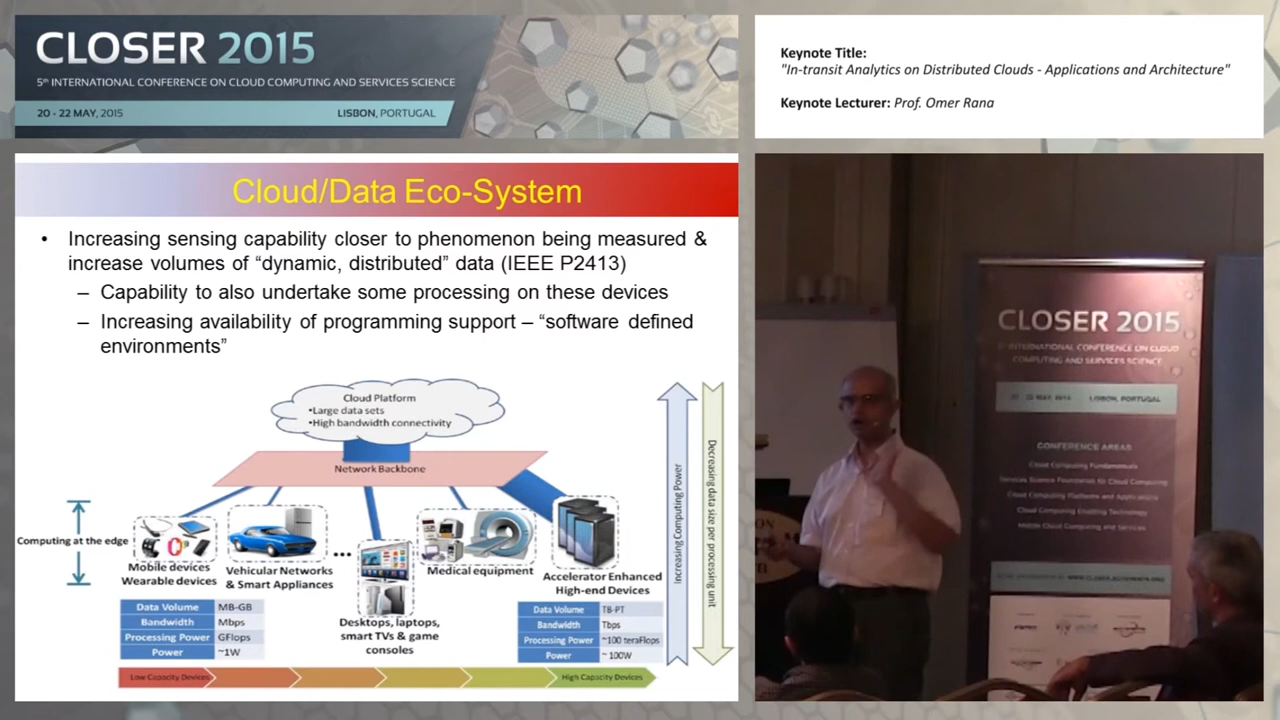 CLOSER 2015
5th INTERNATIONAL CONFERENCE ON CLOUD COMPUTING AND SERVICES SCIENCE
20 - 22 MAY, 2015
LISBON, PORTUGAL
Keynote Title:
"In-transit Analytics on Distributed Clouds - Applications and Architecture"
Keynote Lecturer: Prof. Omer Rana
Cloud/Data Eco-System
• Increasing sensing capability closer to phenomenon being measured &
increase volumes of “dynamic, distributed” data (IEEE P2413)
– Capability to also undertake some processing on these devices
– Increasing availability of programming support – “software defined
environments”
Cloud Platform
•Large data sets
•High bandwidth connectivity
Network Backbone
Computing at the edge
Mobile devices
Wearable devices
Vehicular Networks
& Smart Appliances
...
Desktops, laptops,
smart TVs & game
consoles
Medical equipment
Accelerator Enhanced
High-end Devices
Data Volume MB-GB
Bandwidth Mbps
Processing Power GFlops
Power ~1W
Data Volume TB-PT
Bandwidth Tbps
Processing Power ~100 teraFlops
Power ~ 100W
Low Capacity Devices
High Capacity Devices
Increasing Computing Power
Decreasing data size per processing unit
CLOSER 2015
INTERNATIONAL CONFERENCE ON CLOUD
COMPUTING AND SERVICES SCIENCE
LISBON, PORTUGAL
CONFERENCE AREAS
Cloud Computing Fundamentals
Services Science Foundation for Cloud Computing
Cloud Computing Platforms and Applications
Cloud Computing Enabling Technology
Mobile Cloud Computing and Services